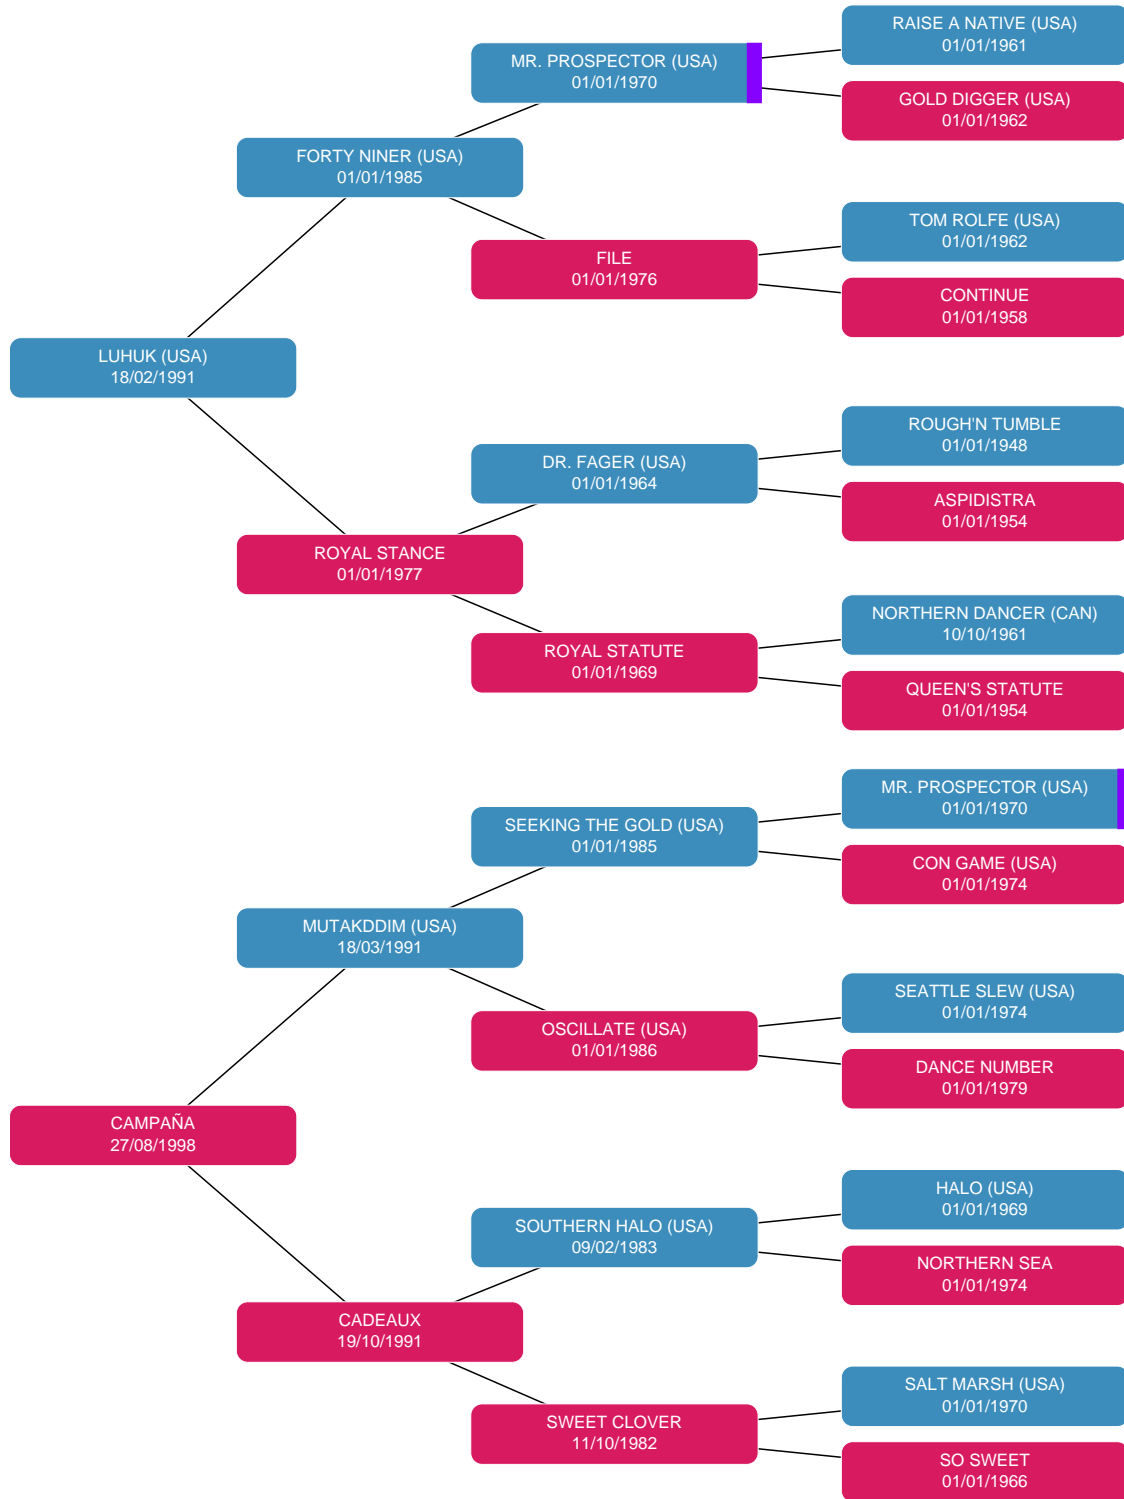 RAISE A NATIVE (USA)
01/01/1961
MR. PROSPECTOR (USA)
01/01/1970
GOLD DIGGER (USA)
01/01/1962
FORTY NINER (USA)
01/01/1985
TOM ROLFE (USA)
01/01/1962
FILE
01/01/1976
CONTINUE
01/01/1958
LUHUK (USA)
18/02/1991
ROUGH'N TUMBLE
01/01/1948
DR. FAGER (USA)
01/01/1964
ASPIDISTRA
01/01/1954
ROYAL STANCE
01/01/1977
NORTHERN DANCER (CAN)
10/10/1961
ROYAL STATUTE
01/01/1969
QUEEN'S STATUTE
01/01/1954
MR. PROSPECTOR (USA)
01/01/1970
SEEKING THE GOLD (USA)
01/01/1985
CON GAME (USA)
01/01/1974
MUTAKDDIM (USA)
18/03/1991
SEATTLE SLEW (USA)
01/01/1974
OSCILLATE (USA)
01/01/1986
DANCE NUMBER
01/01/1979
CAMPAÑA
27/08/1998
HALO (USA)
01/01/1969
SOUTHERN HALO (USA)
09/02/1983
NORTHERN SEA
01/01/1974
CADEAUX
19/10/1991
SALT MARSH (USA)
01/01/1970
SWEET CLOVER
11/10/1982
SO SWEET
01/01/1966